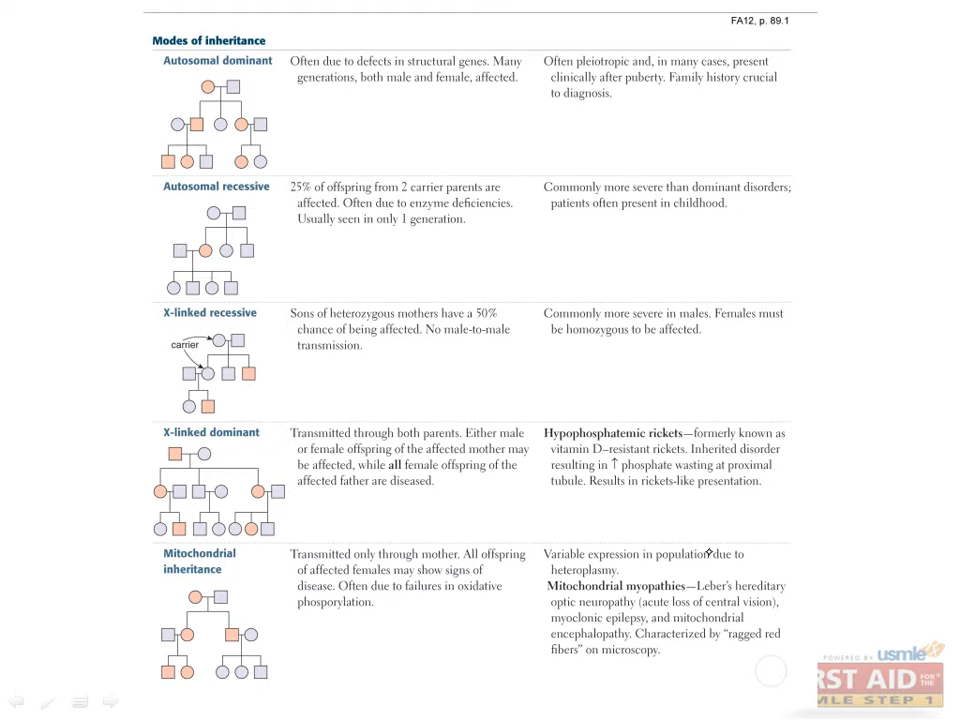 FA12, p. 89.1
Modes of inheritance
Autosomal dominant
Often due to defects in structural genes. Many
generations, both male and female, affected.
Often pleiotropic and, in many cases, present
clinically after puberty. Family history crucial
to diagnosis.
Autosomal recessive
25% of offspring from 2 carrier parents are
affected. Often due to enzyme deficiencies.
Usually seen in only 1 generation.
Commonly more severe than dominant disorders;
patients often present in childhood.
X-linked recessive
carrier
Sons of heterozygous mothers have a 50%
chance of being affected. No male-to-male
transmission.
Commonly more severe in males. Females must
be homozygous to be affected.
X-linked dominant
Transmitted through both parents. Either male
or female offspring of the affected mother may
be affected, while all female offspring of the
affected father are diseased.
Hypophosphatemic rickets—formerly known as
vitamin D–resistant rickets. Inherited disorder
resulting in ↑ phosphate wasting at proximal
tubule. Results in rickets-like presentation.
Mitochondrial
inheritance
Transmitted only through mother. All offspring
of affected females may show signs of
disease. Often due to failures in oxidative
phosporylation.
Variable expression in population due to
heteroplasmy.
Mitochondrial myopathies—Leber's hereditary
optic neuropathy (acute loss of central vision),
myoclonic epilepsy, and mitochondrial
encephalopathy. Characterized by "ragged red
fibers" on microscopy.
POWERED BY usmle
RST AID FOR THE
MLE STEP 1